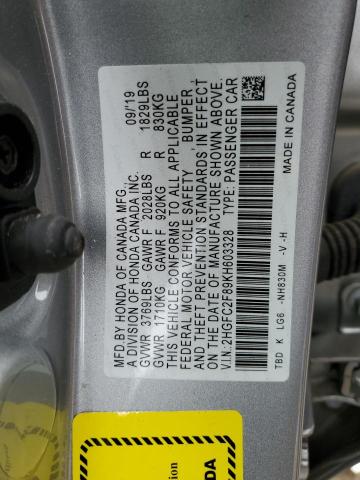 MFD.BY HONDA OF CANADA MFG. 09/19
A DIVISION OF HONDA CANADA INC.
GVWR 3769LBS GAWR F 2028LBS R 1829LBS
GVWR 1710KG GAWR F 920KG R 830KG
THIS VEHICLE CONFORMS TO ALL APPLICABLE
FEDERAL MOTOR VEHICLE SAFETY, BUMPER,
AND THEFT PREVENTION STANDARDS IN EFFECT
ON THE DATE OF MANUFACTURE SHOWN ABOVE.
V.I.N.:2HGFC2F89KH603328 TYPE: PASSENGER CAR
TBD K LG6 -NH830M -V -H MADE IN CANADA